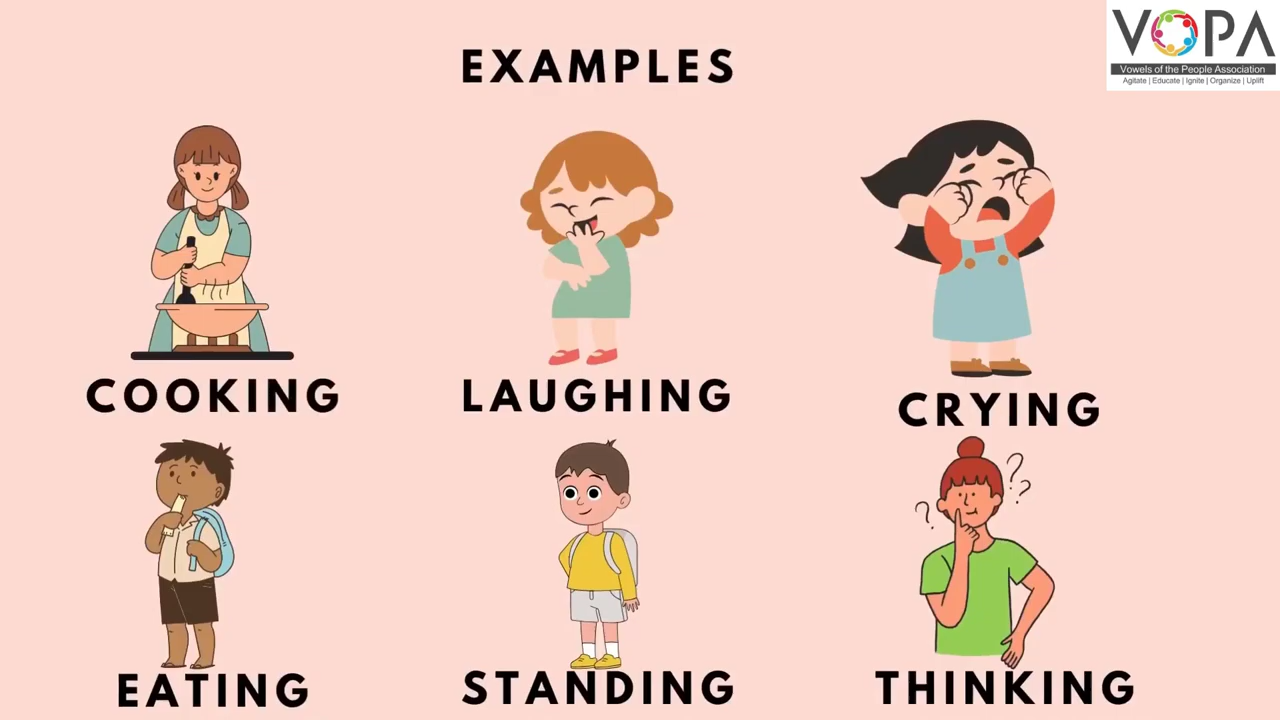 VOPA
Vowels of the People Association
Agitate | Educate | Ignite | Organize | Uplift
EXAMPLES
COOKING
LAUGHING
CRYING
EATING
STANDING
THINKING